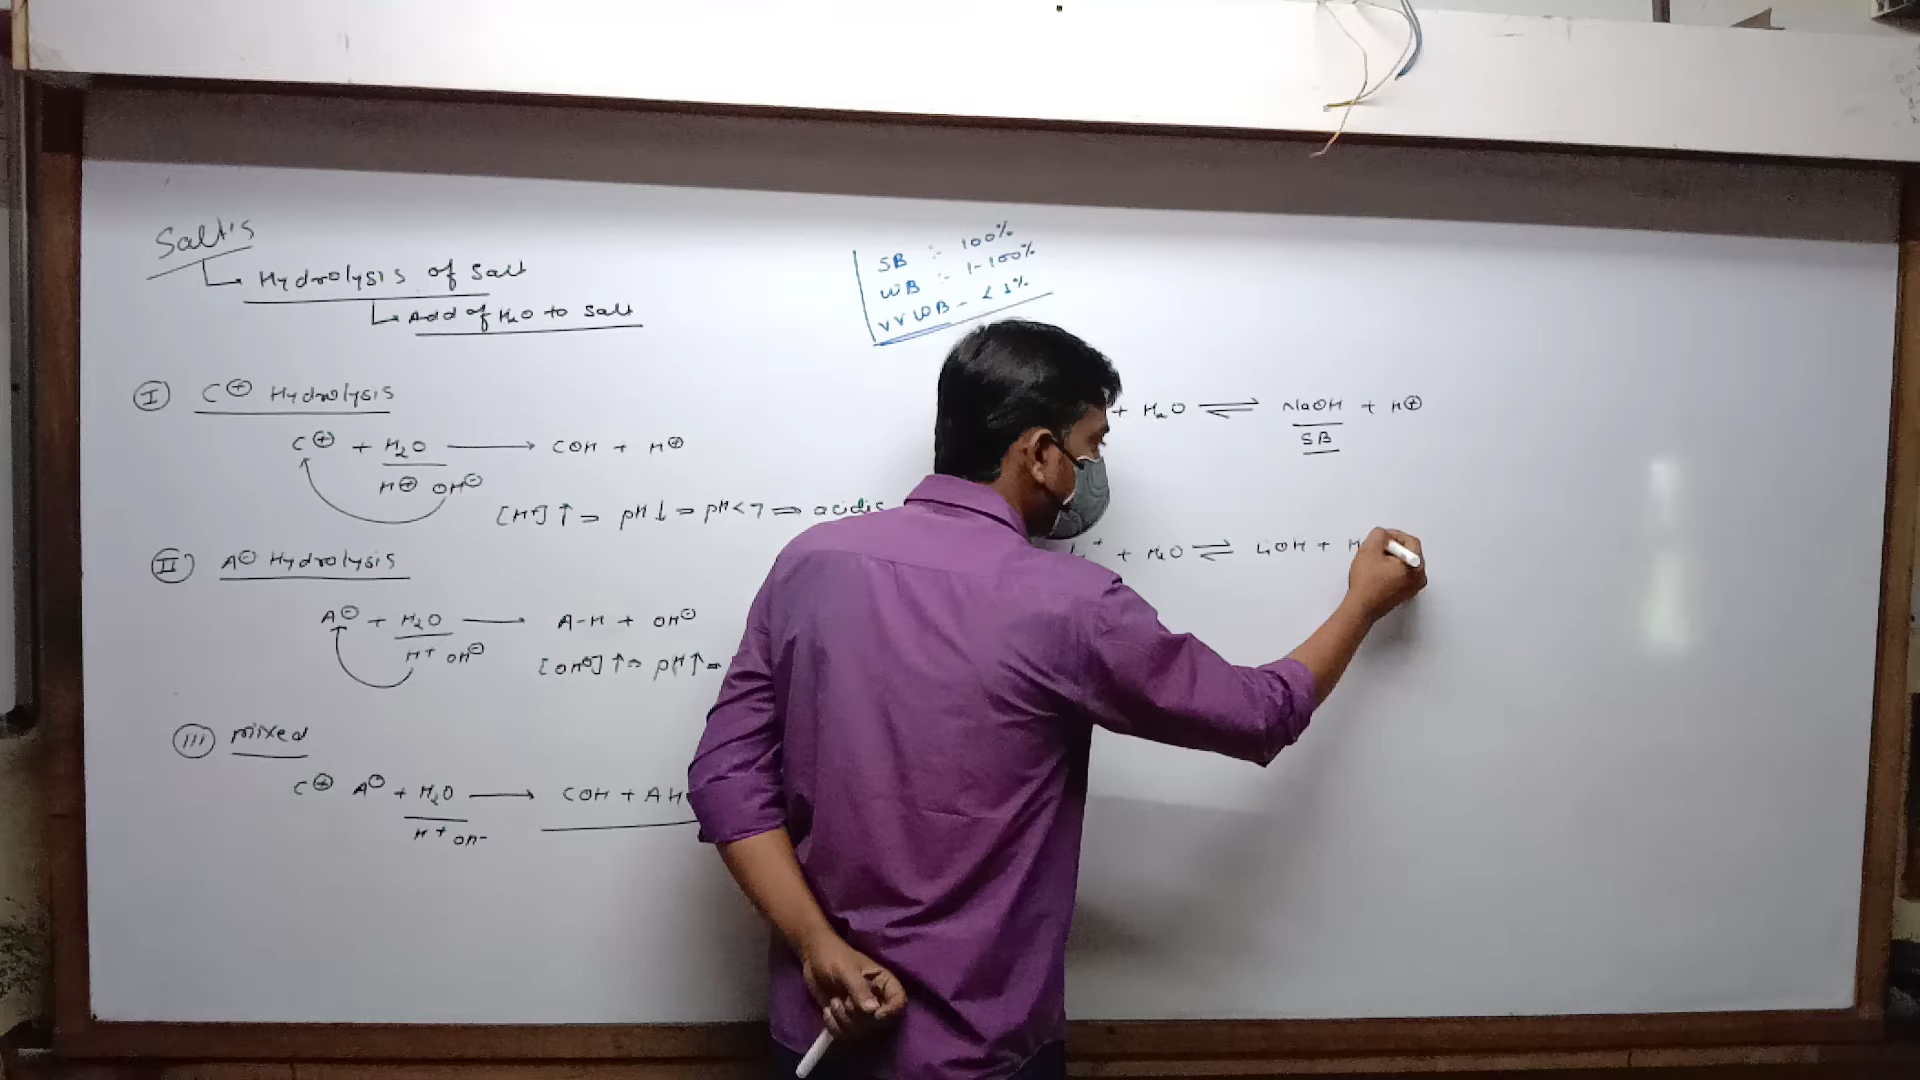 Salt's
Hydrolysis of salt
Add of H2O to salt
SB :- 100%
WB :- 1-100%
VVWB - < 1%
I C⊕ Hydrolysis
C⊕ + H2O → COH + H⊕
H⊕ OH⊖
[H+] ↑ ⇒ pH ↓ ⇒ pH < 7 ⇒ acidic
II A⊖ Hydrolysis
A⊖ + H2O → A-H + OH⊖
H+ OH⊖
[OH⊖] ↑ ⇒ pH ↑ ⇒
III mixed
C⊕ A⊖ + H2O → COH + AH
H+ OH-
+ H2O ⇌ NaOH + H⊕
SB
+ + H2O ⇌ LiOH + H